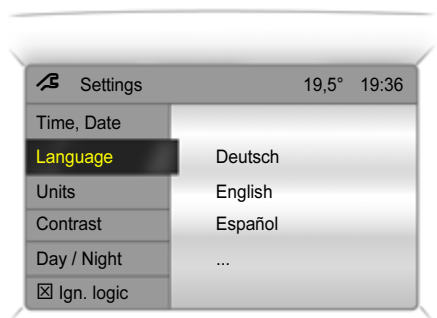 Settings 19,5° 19:36
Time, Date
Language Deutsch
Units English
Contrast Español
Day / Night ...
☒ Ign. logic